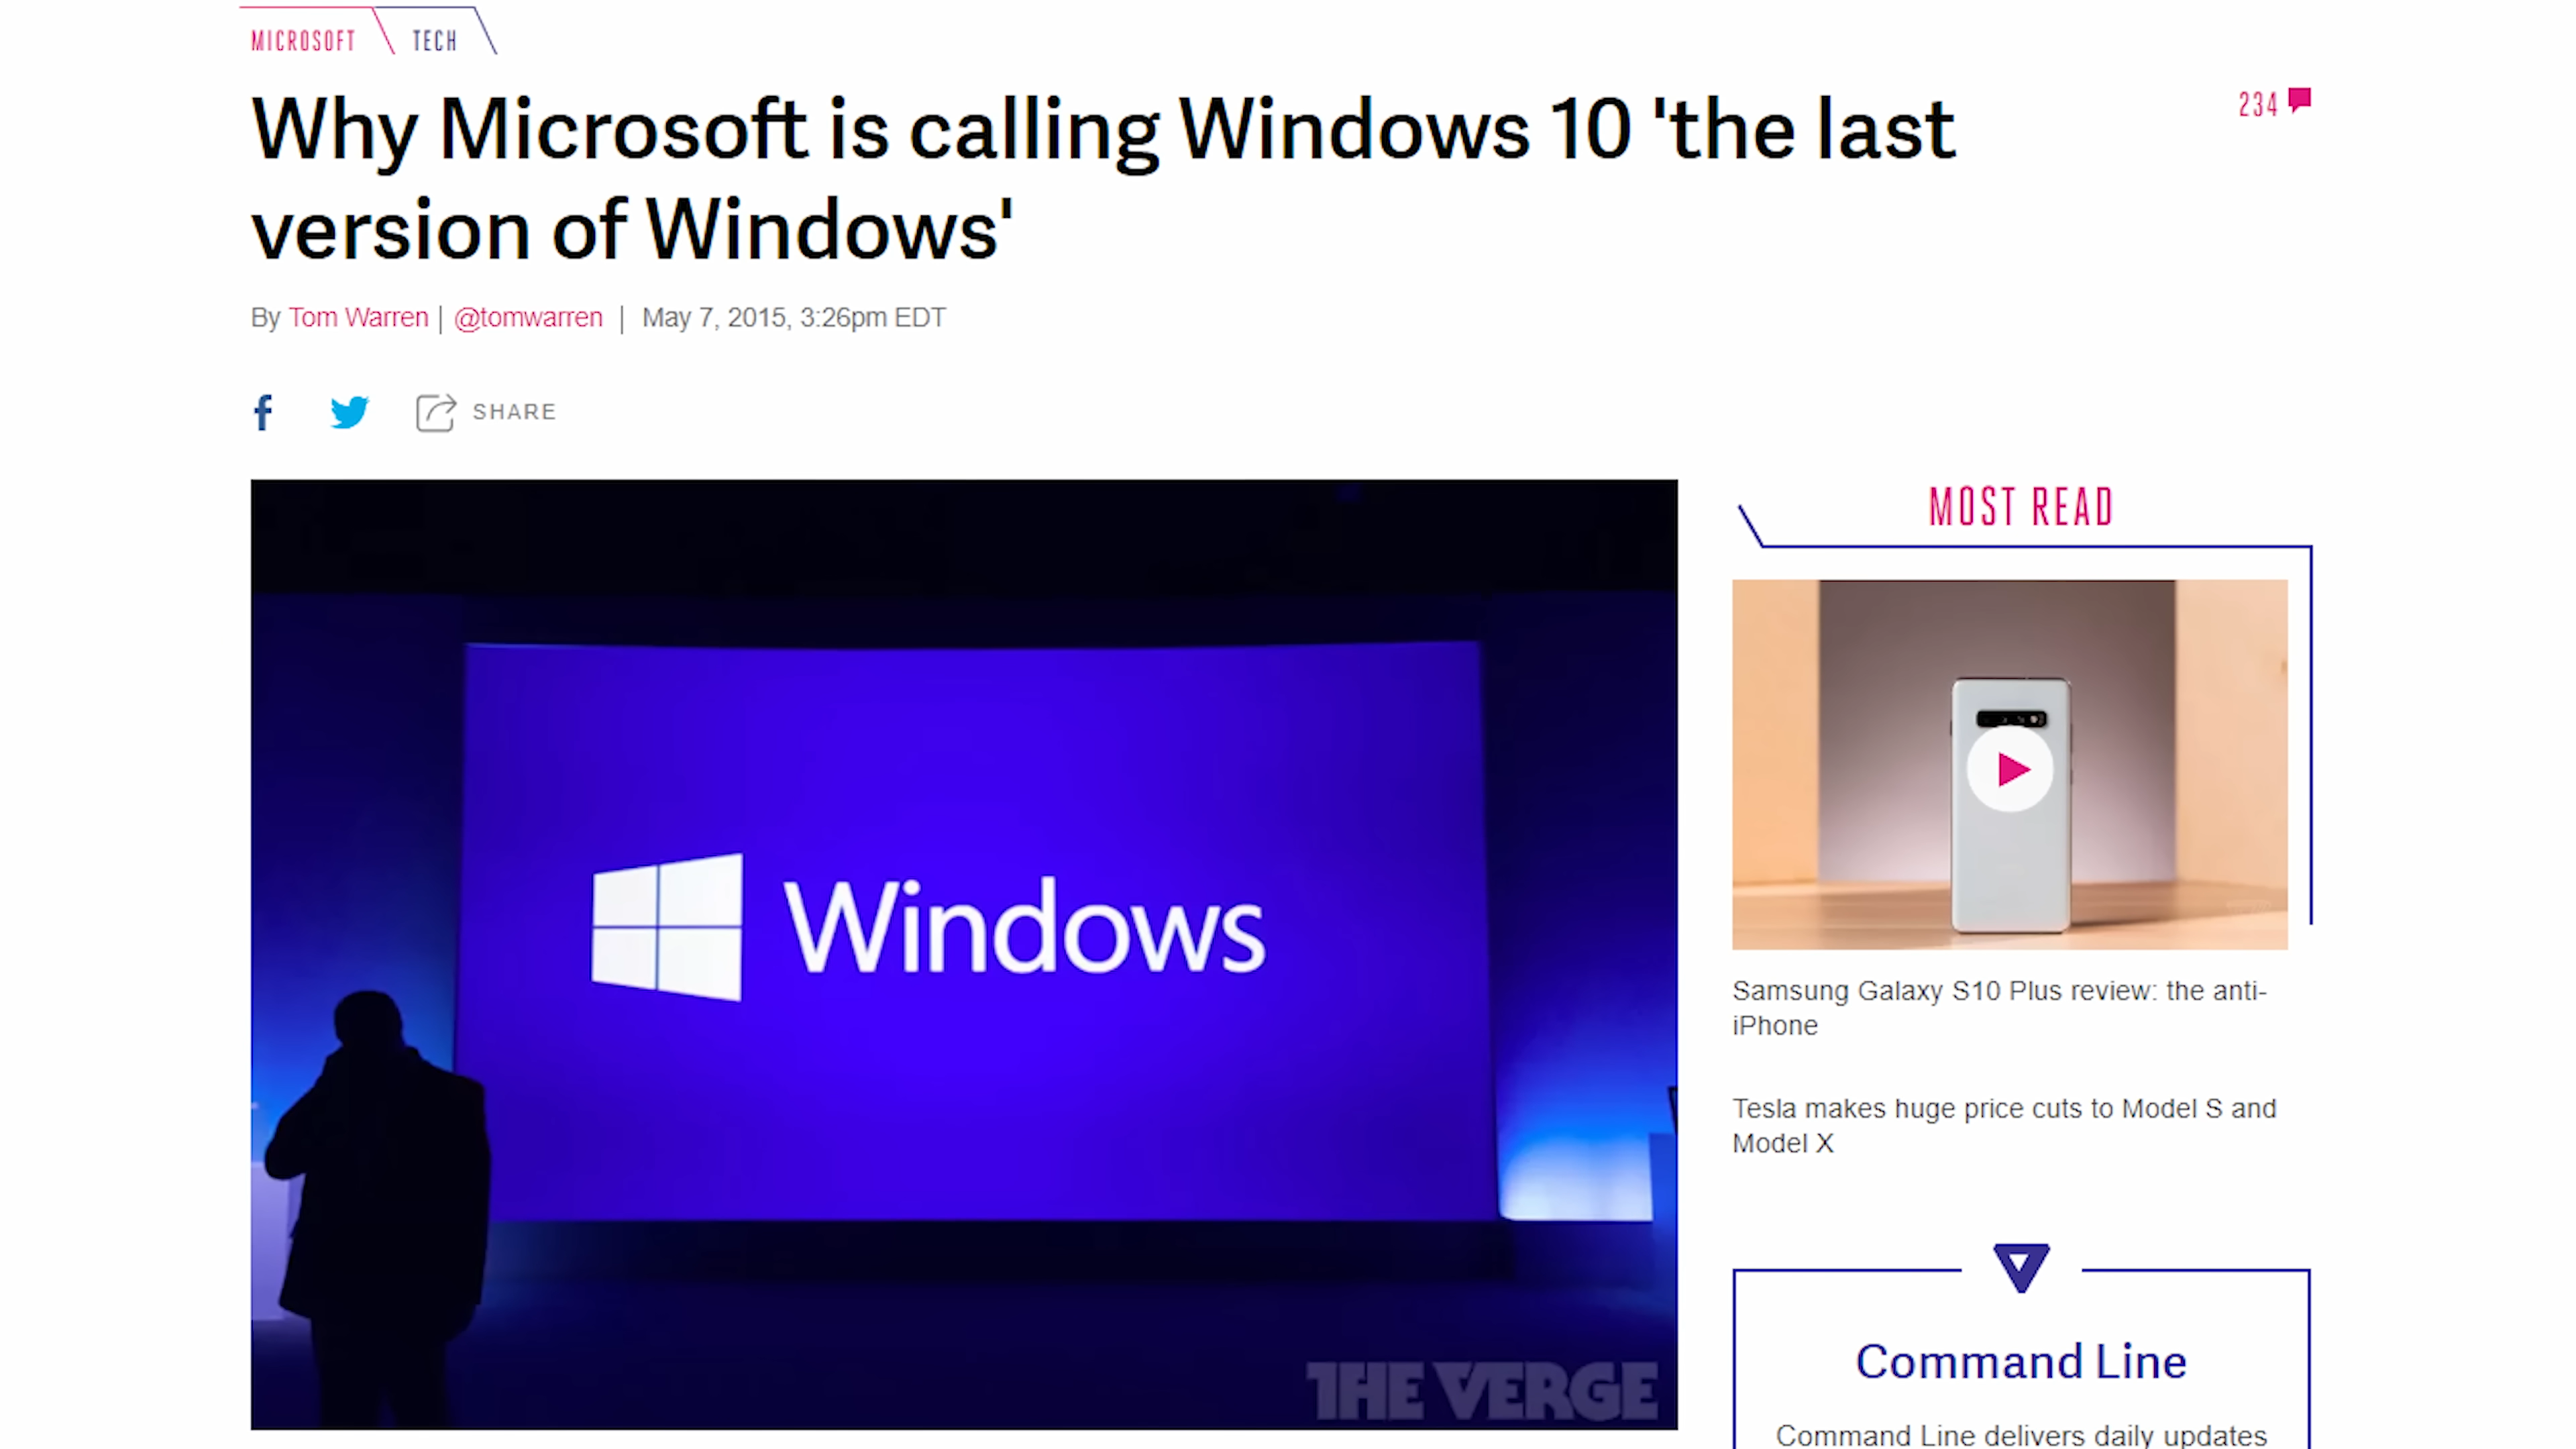 MICROSOFT
TECH
Why Microsoft is calling Windows 10 'the last
version of Windows'
234
By Tom Warren | @tomwarren | May 7, 2015, 3:26pm EDT
f
SHARE
Windows
THE VERGE
MOST READ
Samsung Galaxy S10 Plus review: the anti-
iPhone
Tesla makes huge price cuts to Model S and
Model X
Command Line
Command Line delivers daily updates